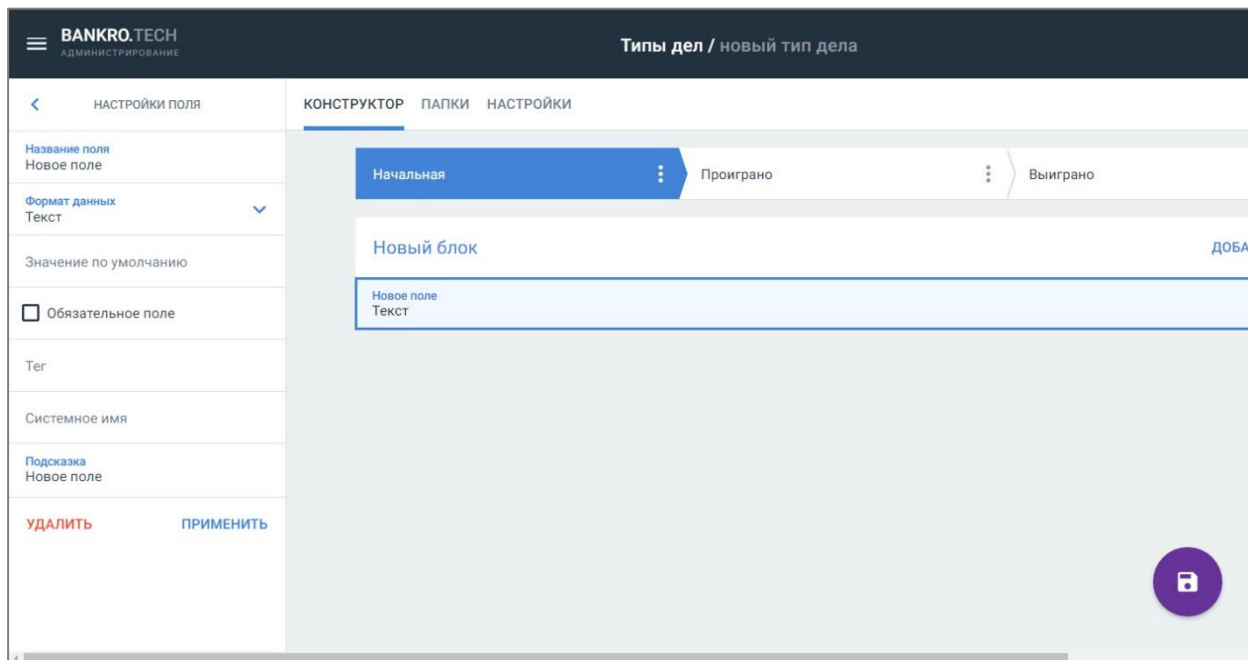 BANKRO.TECH
АДМИНИСТРИРОВАНИЕ
Типы дел / новый тип дела
НАСТРОЙКИ ПОЛЯ
КОНСТРУКТОР ПАПКИ НАСТРОЙКИ
Название поля
Новое поле
Формат данных
Текст
Значение по умолчанию
Обязательное поле
Тег
Системное имя
Подсказка
Новое поле
УДАЛИТЬ ПРИМЕНИТЬ
Начальная Проиграно Выиграно
Новый блок ДОБА
Новое поле
Текст